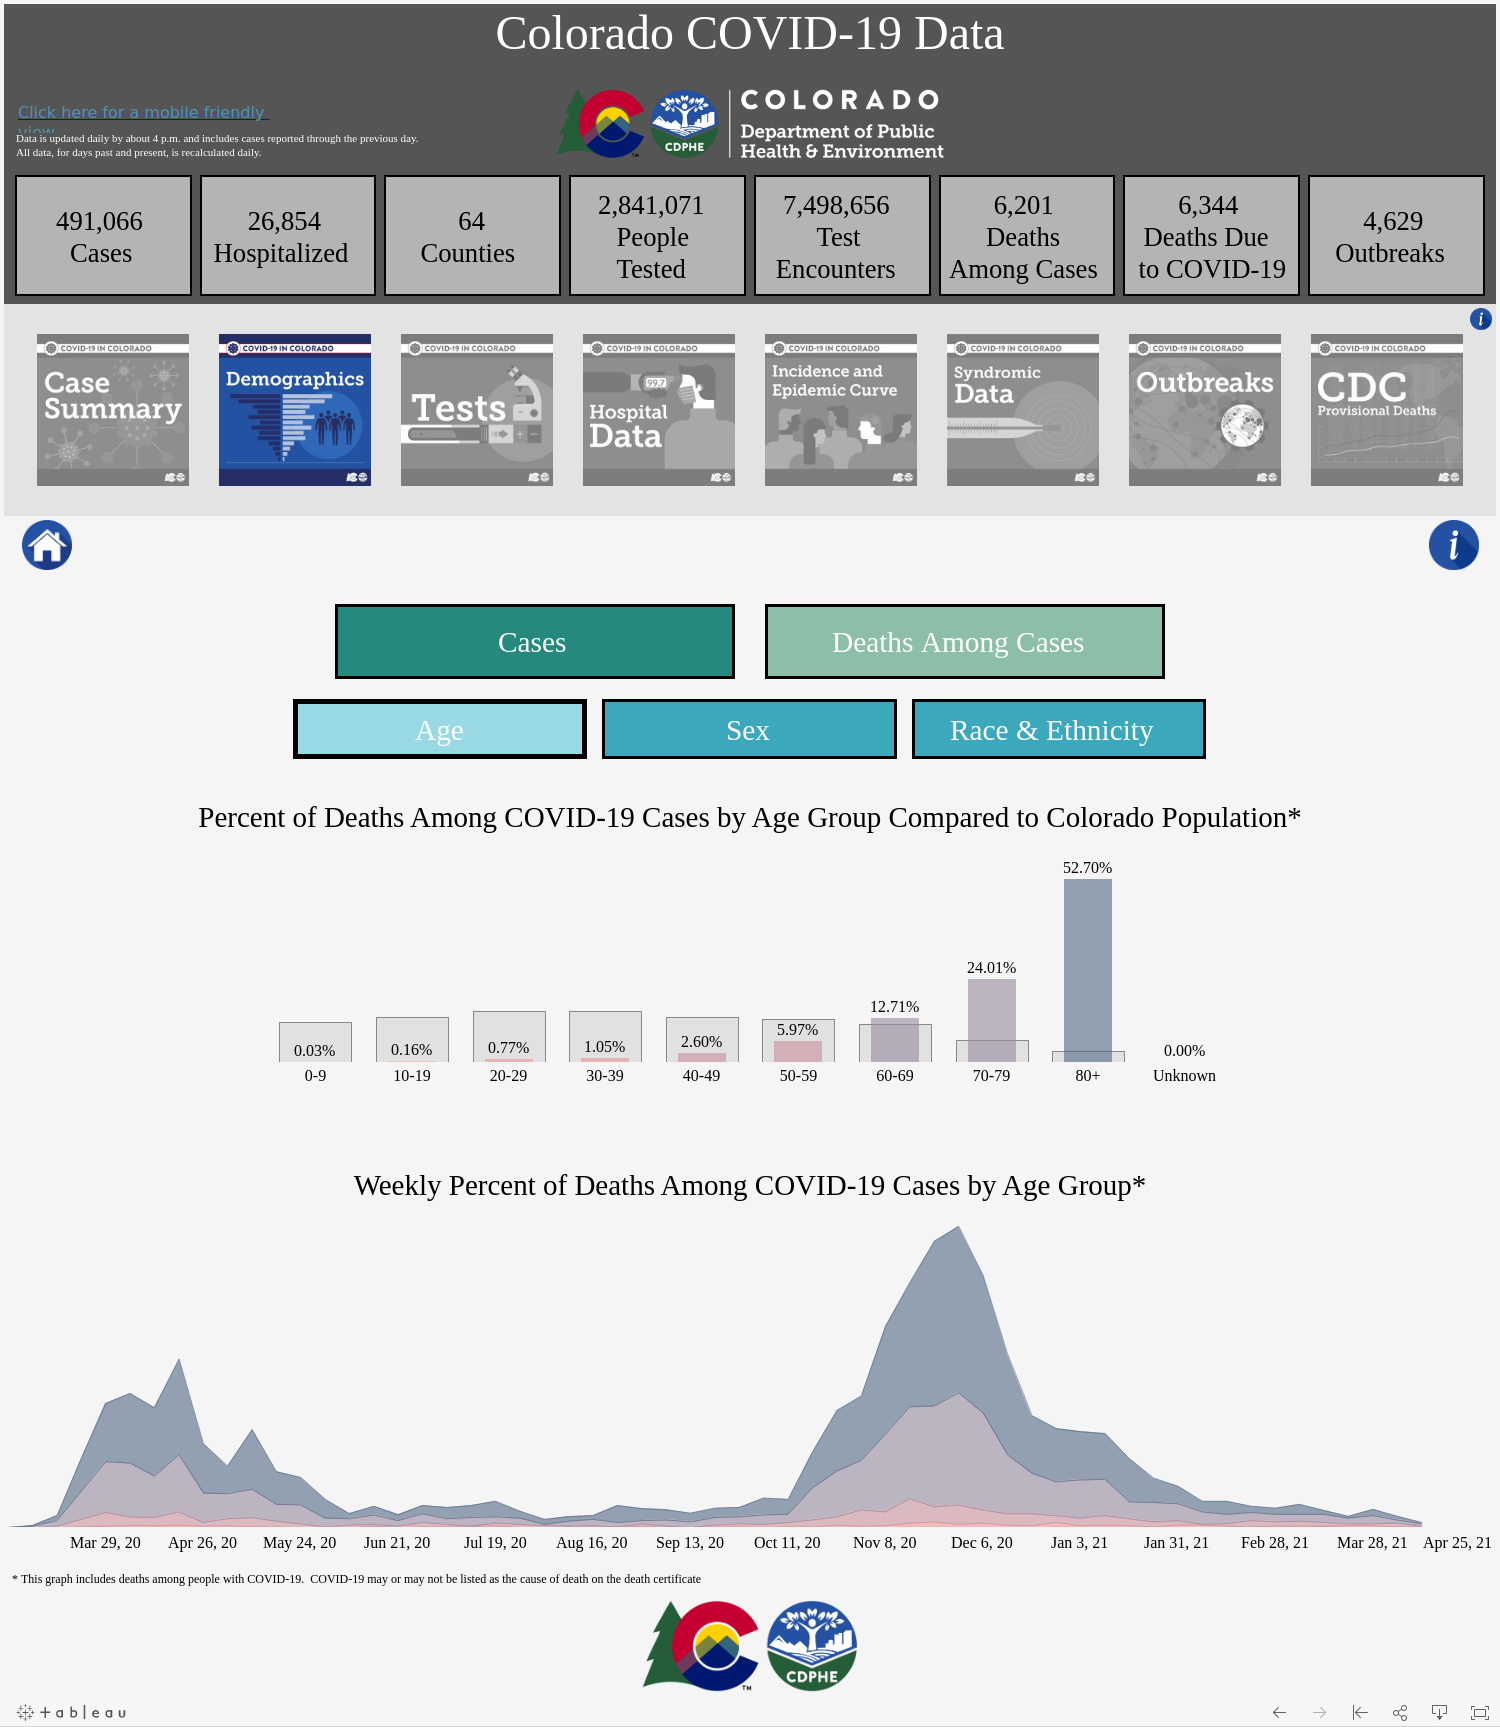 Colorado COVID-19 Data
Click here for a mobile friendly
view
Data is updated daily by about 4 p.m. and includes cases reported through the previous day.
All data, for days past and present, is recalculated daily.
CDPHE
COLORADO
Department of Public
Health & Environment
TM
491,066
Cases
26,854
Hospitalized
64
Counties
2,841,071
People
Tested
7,498,656
Test
Encounters
6,201
Deaths
Among Cases
6,344
Deaths Due
to COVID-19
4,629
Outbreaks
i
COVID-19 IN COLORADO
Case
Summary
COVID-19 IN COLORADO
Demographics
COVID-19 IN COLORADO
Tests
COVID-19 IN COLORADO
99.7
Hospital
Data
COVID-19 IN COLORADO
Incidence and
Epidemic Curve
COVID-19 IN COLORADO
Syndromic
Data
COVID-19 IN COLORADO
Outbreaks
COVID-19 IN COLORADO
CDC
Provisional Deaths
i
Cases
Deaths Among Cases
Age
Sex
Race & Ethnicity
Percent of Deaths Among COVID-19 Cases by Age Group Compared to Colorado Population*
0.03% 0.16% 0.77% 1.05% 2.60% 5.97% 12.71% 24.01% 52.70% 0.00%
0-9 10-19 20-29 30-39 40-49 50-59 60-69 70-79 80+ Unknown
Weekly Percent of Deaths Among COVID-19 Cases by Age Group*
Mar 29, 20 Apr 26, 20 May 24, 20 Jun 21, 20 Jul 19, 20 Aug 16, 20 Sep 13, 20 Oct 11, 20 Nov 8, 20 Dec 6, 20 Jan 3, 21 Jan 31, 21 Feb 28, 21 Mar 28, 21 Apr 25, 21
* This graph includes deaths among people with COVID-19.  COVID-19 may or may not be listed as the cause of death on the death certificate
TM
CDPHE
+ableau